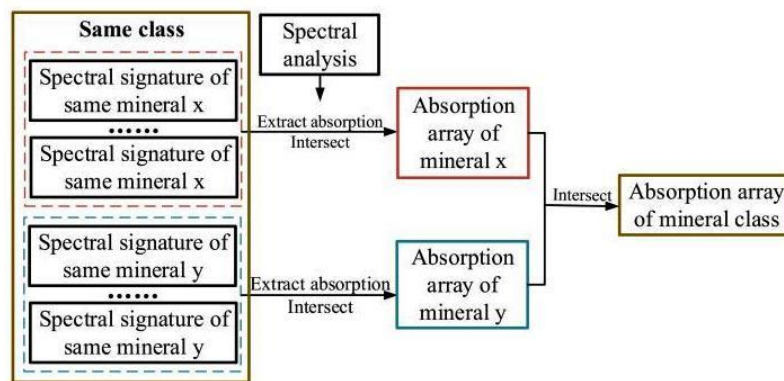 Same class
Spectral signature of
same mineral x
••••••
Spectral signature of
same mineral x
Spectral signature of
same mineral y
••••••
Spectral signature of
same mineral y
Spectral
analysis
Extract absorption
Intersect
Extract absorption
Intersect
Absorption
array of
mineral x
Absorption
array of
mineral y
Intersect
Absorption array
of mineral class